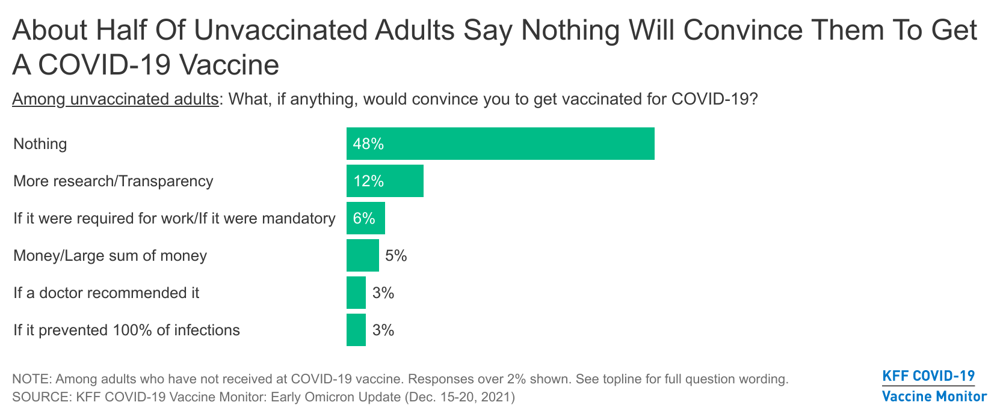 About Half Of Unvaccinated Adults Say Nothing Will Convince Them To Get
A COVID-19 Vaccine
Among unvaccinated adults: What, if anything, would convince you to get vaccinated for COVID-19?
Nothing 48%
More research/Transparency 12%
If it were required for work/If it were mandatory 6%
Money/Large sum of money 5%
If a doctor recommended it 3%
If it prevented 100% of infections 3%
NOTE: Among adults who have not received at COVID-19 vaccine. Responses over 2% shown. See topline for full question wording.
SOURCE: KFF COVID-19 Vaccine Monitor: Early Omicron Update (Dec. 15-20, 2021)
KFF COVID-19
Vaccine Monitor